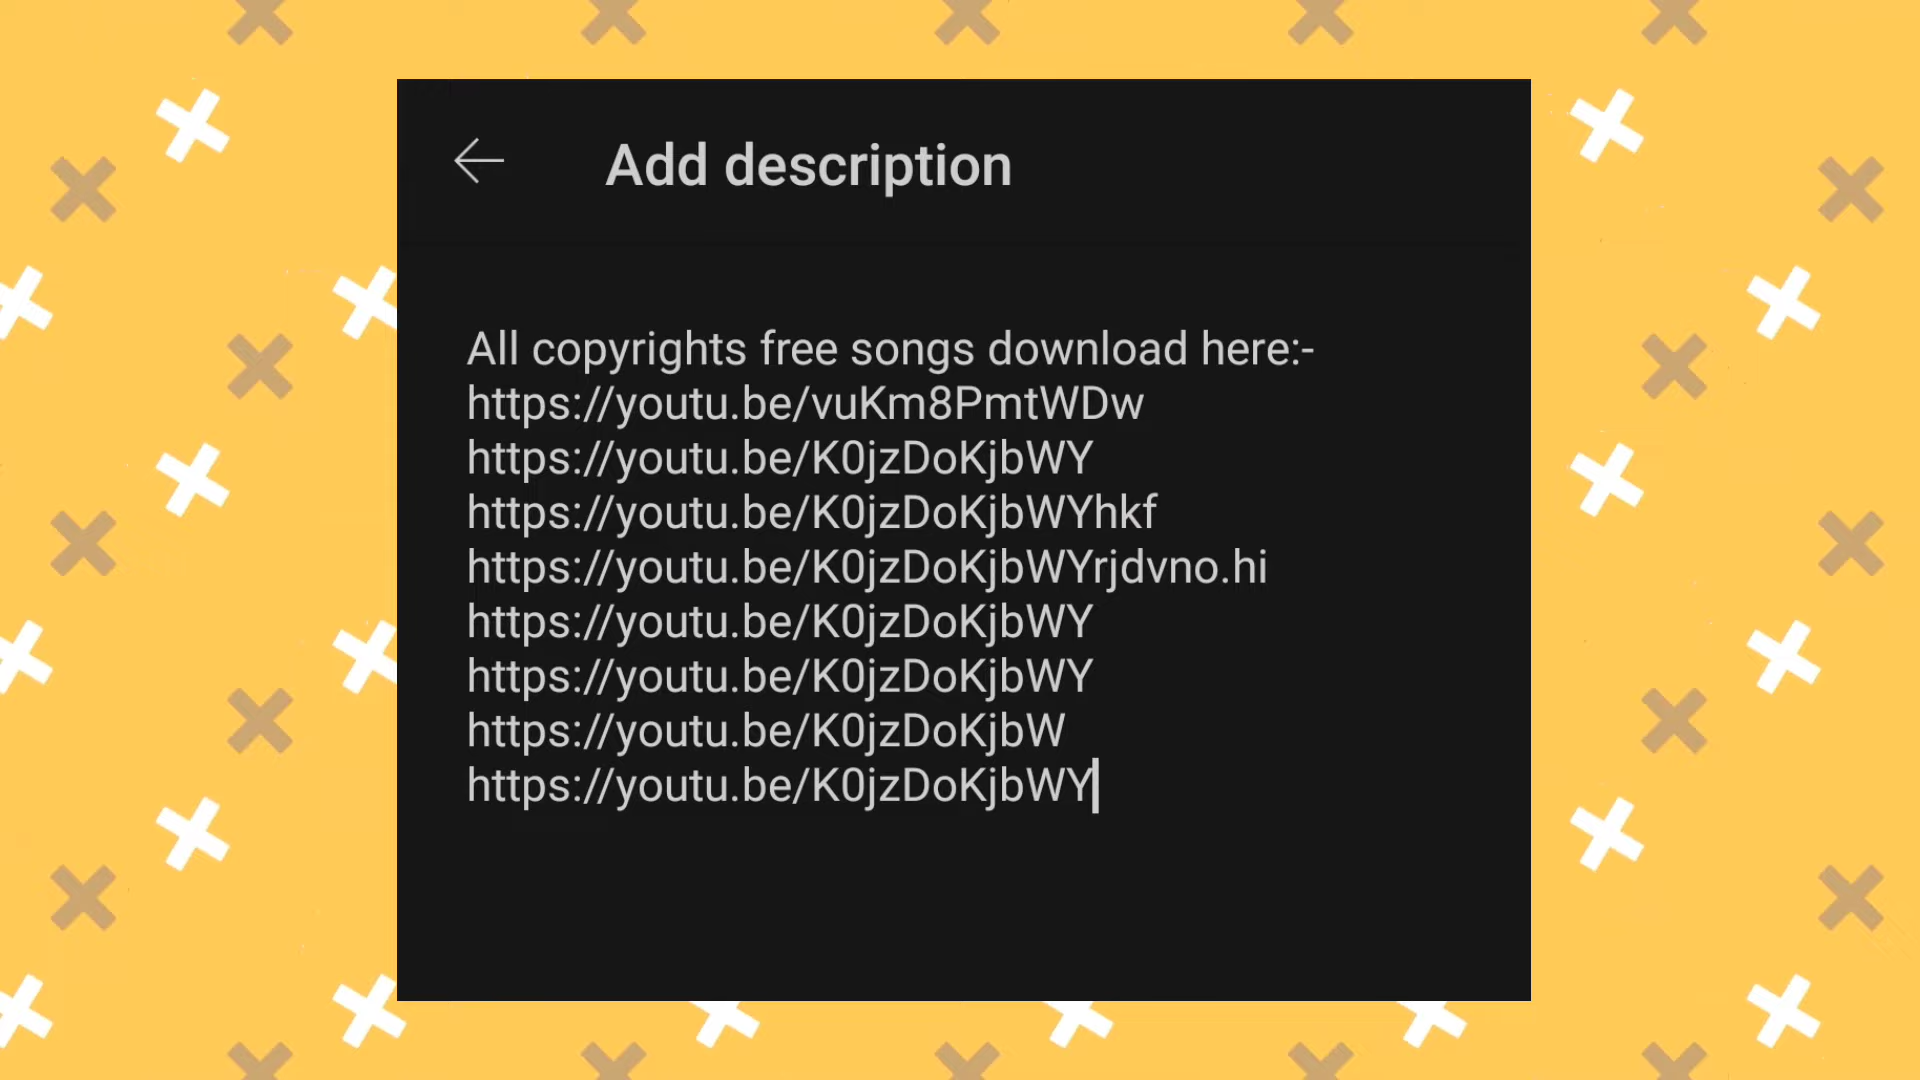 Add description
All copyrights free songs download here:-
https://youtu.be/vuKm8PmtWDw
https://youtu.be/K0jzDoKjbWY
https://youtu.be/K0jzDoKjbWYhkf
https://youtu.be/K0jzDoKjbWYrjdvno.hi
https://youtu.be/K0jzDoKjbWY
https://youtu.be/K0jzDoKjbWY
https://youtu.be/K0jzDoKjbW
https://youtu.be/K0jzDoKjbWY